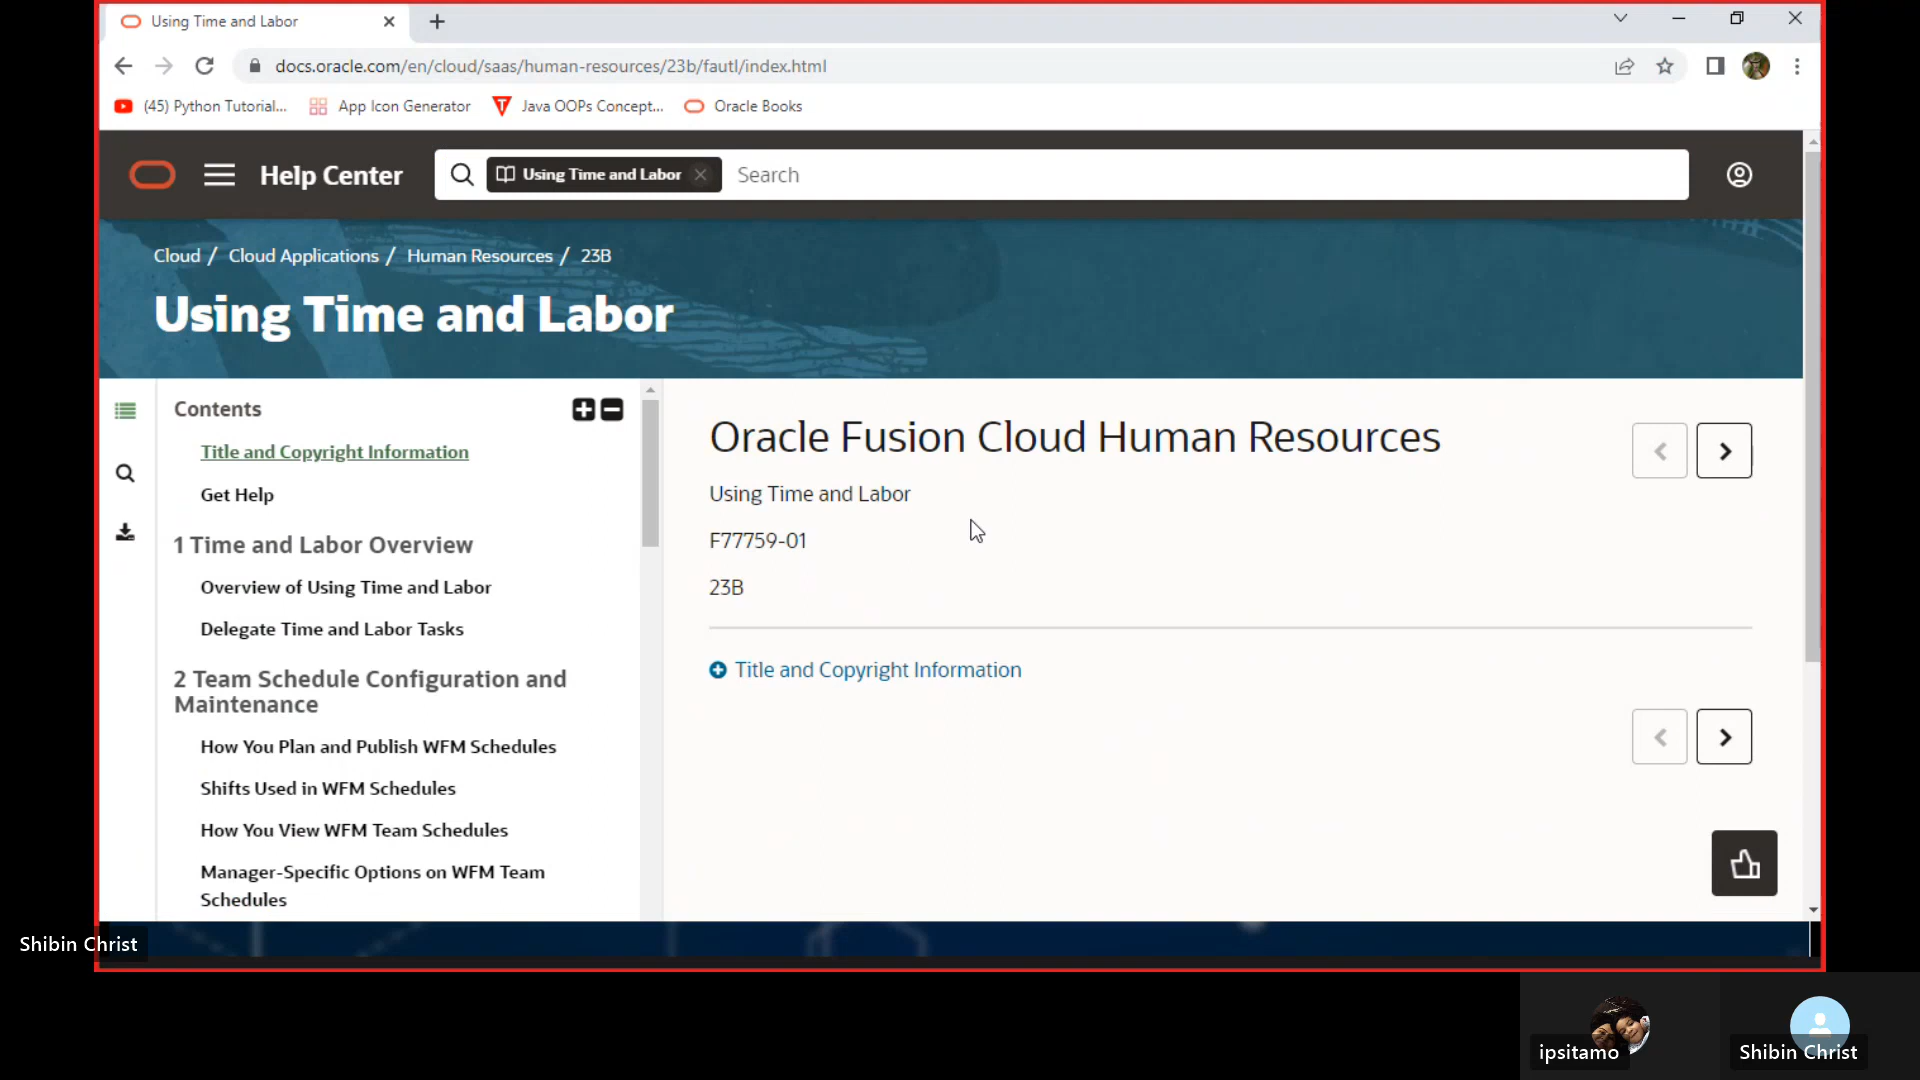 Using Time and Labor
docs.oracle.com/en/cloud/saas/human-resources/23b/fautl/index.html
(45) Python Tutorial...
App Icon Generator
Java OOPs Concept...
Oracle Books
Help Center
Using Time and Labor
Search
Cloud / Cloud Applications / Human Resources / 23B
Using Time and Labor
Contents
Title and Copyright Information
Get Help
1 Time and Labor Overview
Overview of Using Time and Labor
Delegate Time and Labor Tasks
2 Team Schedule Configuration and
Maintenance
How You Plan and Publish WFM Schedules
Shifts Used in WFM Schedules
How You View WFM Team Schedules
Manager-Specific Options on WFM Team
Schedules
Oracle Fusion Cloud Human Resources
Using Time and Labor
F77759-01
23B
Title and Copyright Information
Shibin Christ
ipsitamo
Shibin Christ